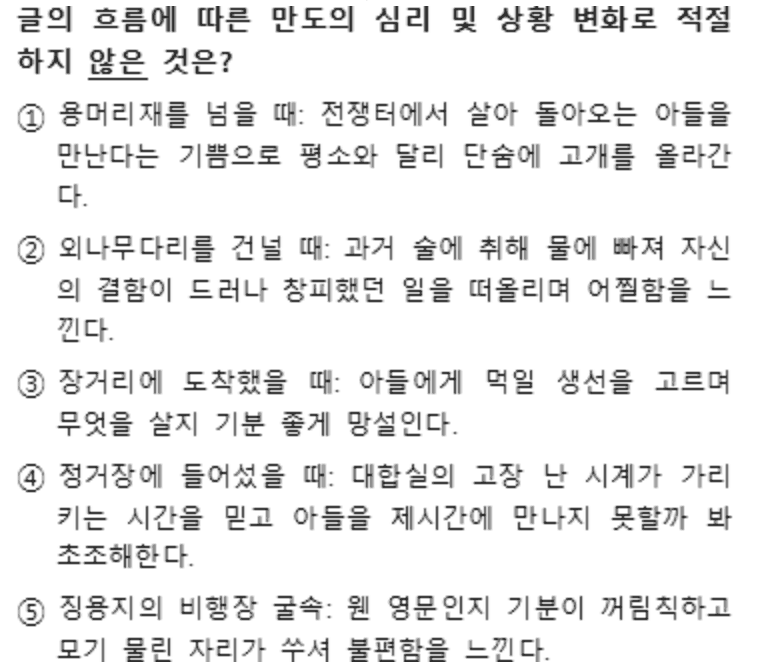 글의 흐름에 따른 만도의 심리 및 상황 변화로 적절
하지 않은 것은?
① 용머리재를 넘을 때: 전쟁터에서 살아 돌아오는 아들을
만난다는 기쁨으로 평소와 달리 단숨에 고개를 올라간
다.
② 외나무다리를 건널 때: 과거 술에 취해 물에 빠져 자신
의 결함이 드러나 창피했던 일을 떠올리며 어찔함을 느
낀다.
③ 장거리에 도착했을 때: 아들에게 먹일 생선을 고르며
무엇을 살지 기분 좋게 망설인다.
④ 정거장에 들어섰을 때: 대합실의 고장 난 시계가 가리
키는 시간을 믿고 아들을 제시간에 만나지 못할까 봐
초조해한다.
⑤ 징용지의 비행장 굴속: 웬 영문인지 기분이 꺼림칙하고
모기 물린 자리가 쑤셔 불편함을 느낀다.